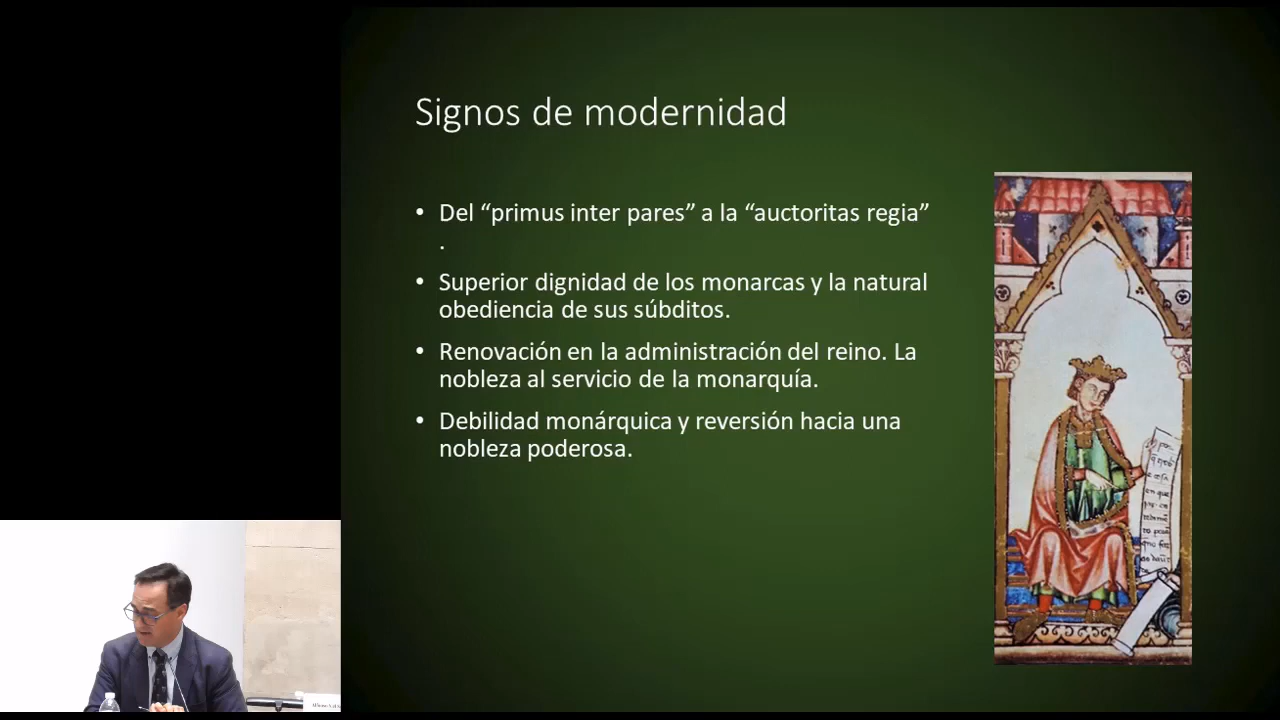 Signos de modernidad
• Del “primus inter pares” a la “auctoritas regia”
.
• Superior dignidad de los monarcas y la natural
obediencia de sus súbditos.
• Renovación en la administración del reino. La
nobleza al servicio de la monarquía.
• Debilidad monárquica y reversión hacia una
nobleza poderosa.